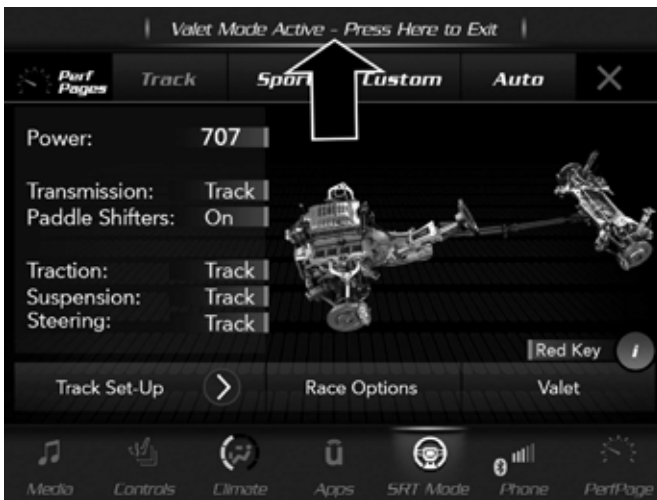 Valet Mode Active - Press Here to Exit
Perf Pages
Track
Sport
Custom
Auto
Power: 707
Transmission: Track
Paddle Shifters: On
Traction: Track
Suspension: Track
Steering: Track
Red Key i
Track Set-Up
Race Options
Valet
Media
Controls
Climate
Apps
SRT Mode
Phone
PerfPage